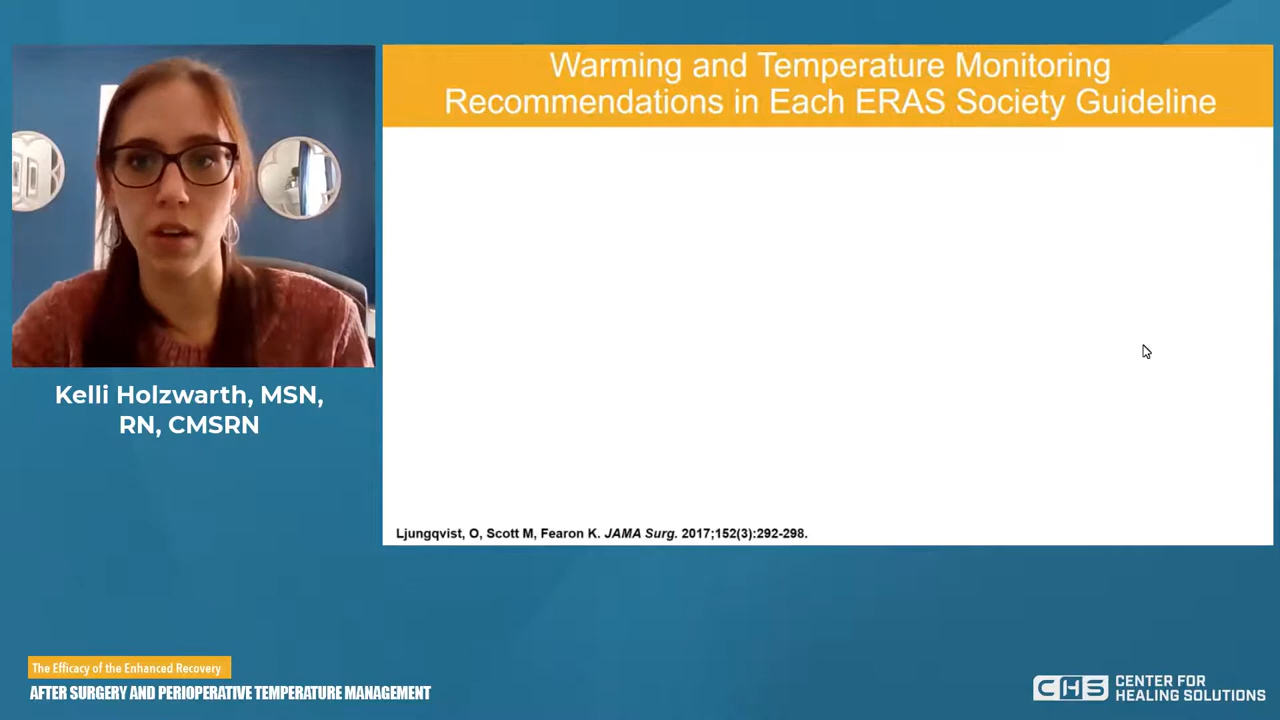 Warming and Temperature Monitoring
Recommendations in Each ERAS Society Guideline
Kelli Holzwarth, MSN,
RN, CMSRN
Ljungqvist, O, Scott M, Fearon K. JAMA Surg. 2017;152(3):292-298.
The Efficacy of the Enhanced Recovery
AFTER SURGERY AND PERIOPERATIVE TEMPERATURE MANAGEMENT
CHS
CENTER FOR
HEALING SOLUTIONS